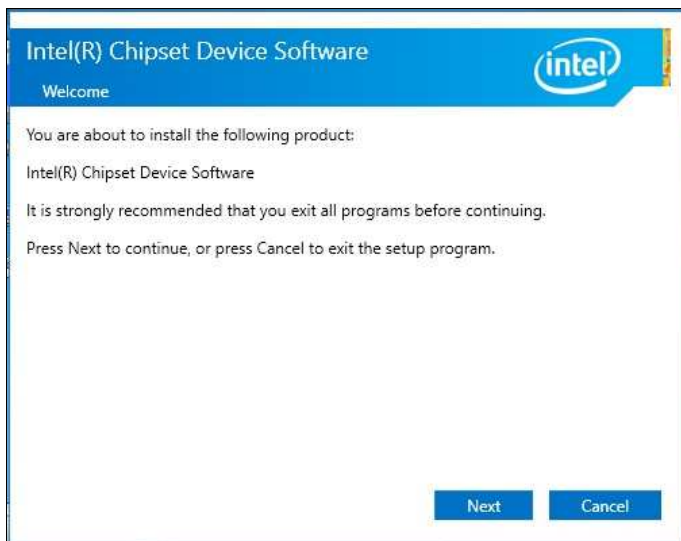 Intel(R) Chipset Device Software
intel
Welcome
You are about to install the following product:
Intel(R) Chipset Device Software
It is strongly recommended that you exit all programs before continuing.
Press Next to continue, or press Cancel to exit the setup program.
Next
Cancel